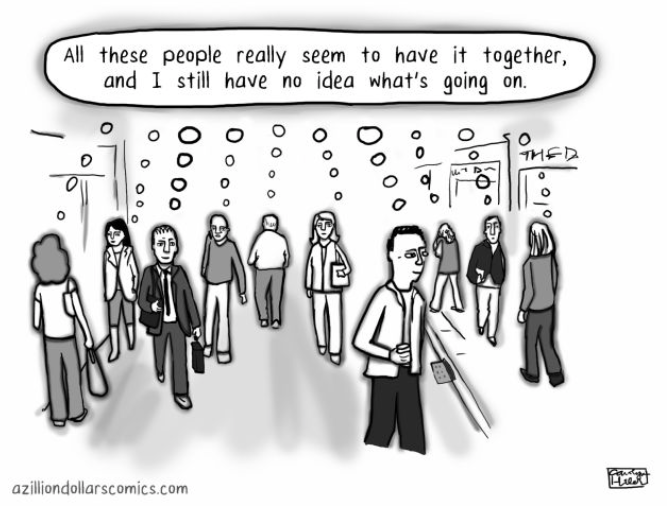 All these people really seem to have it together,
and I still have no idea what's going on.
THED
azilliondollarscomics.com